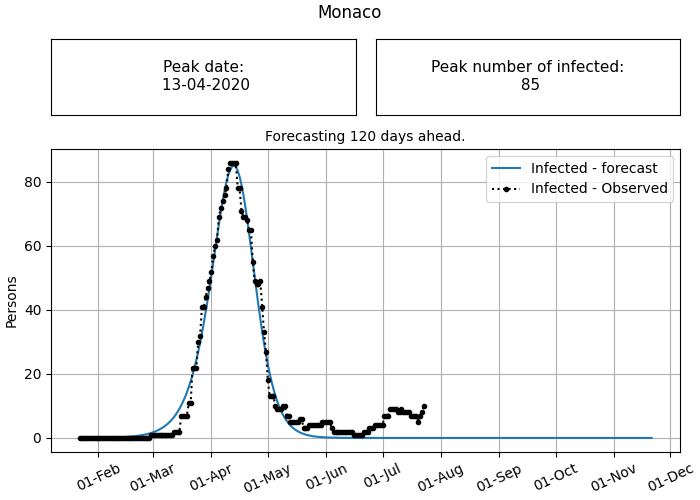 Monaco
Peak date:
13-04-2020
Peak number of infected:
85
Forecasting 120 days ahead.
Infected - forecast
Infected - Observed
Persons
80
60
40
20
0
01-Feb
01-Mar
01-Apr
01-May
01-Jun
01-Jul
01-Aug
01-Sep
01-Oct
01-Nov
01-Dec